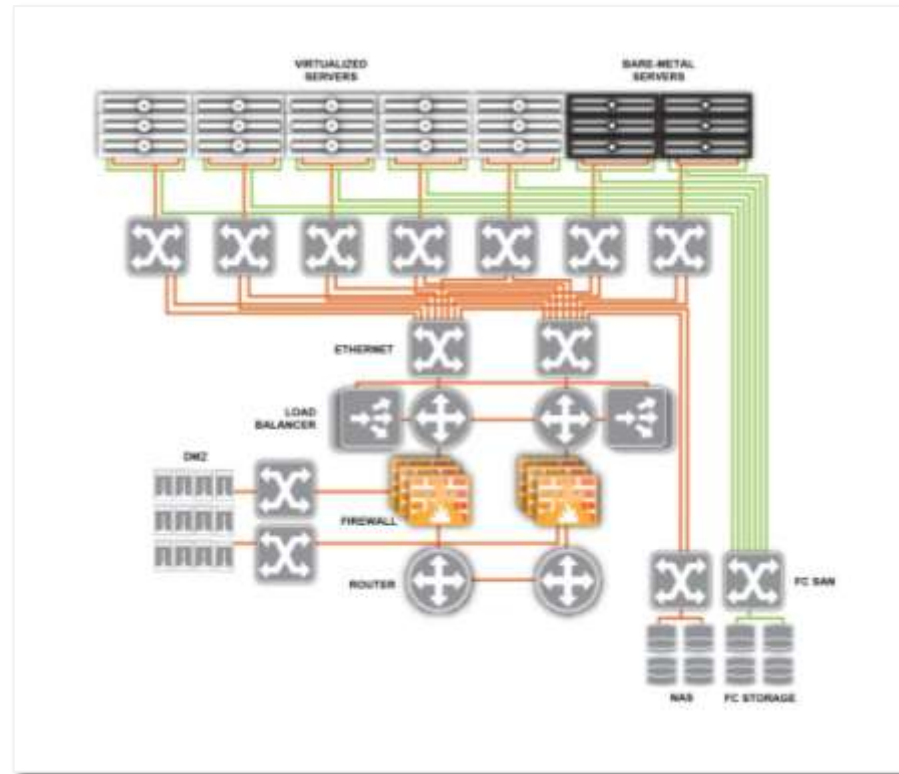 VIRTUALIZED
SERVERS
BARE-METAL
SERVERS
ETHERNET
LOAD
BALANCER
DMZ
FIREWALL
ROUTER
FC SAN
NAS
FC STORAGE